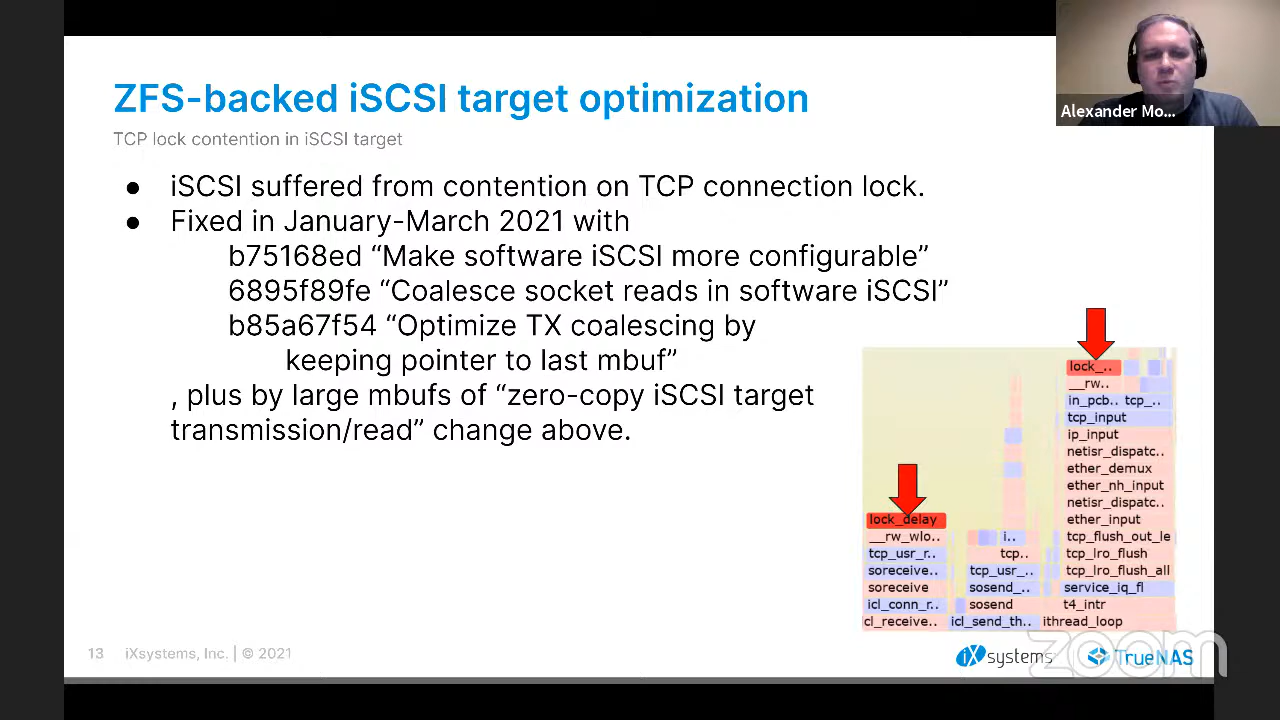 ZFS-backed iSCSI target optimization
TCP lock contention in iSCSI target
Alexander Mo...
● iSCSI suffered from contention on TCP connection lock.
● Fixed in January-March 2021 with
b75168ed “Make software iSCSI more configurable”
6895f89fe “Coalesce socket reads in software iSCSI”
b85a67f54 “Optimize TX coalescing by
keeping pointer to last mbuf”
, plus by large mbufs of “zero-copy iSCSI target
transmission/read” change above.
lock_..
__rw..
in_pcb.. tcp_..
tcp_input
ip_input
netisr_dispatc..
ether_demux
ether_nh_input
netisr_dispatc..
lock_delay ether_input
__rw_wlo.. i.. tcp_flush_out_le
tcp_usr_r.. tcp.. tcp_lro_flush
soreceive.. tcp_usr_.. tcp_lro_flush_all
soreceive sosend_.. service_iq_fl
icl_conn_r.. sosend t4_intr
cl_receive.. icl_send_th.. ithread_loop
13 iXsystems, Inc. | © 2021
iXsystems TrueNAS
zoom